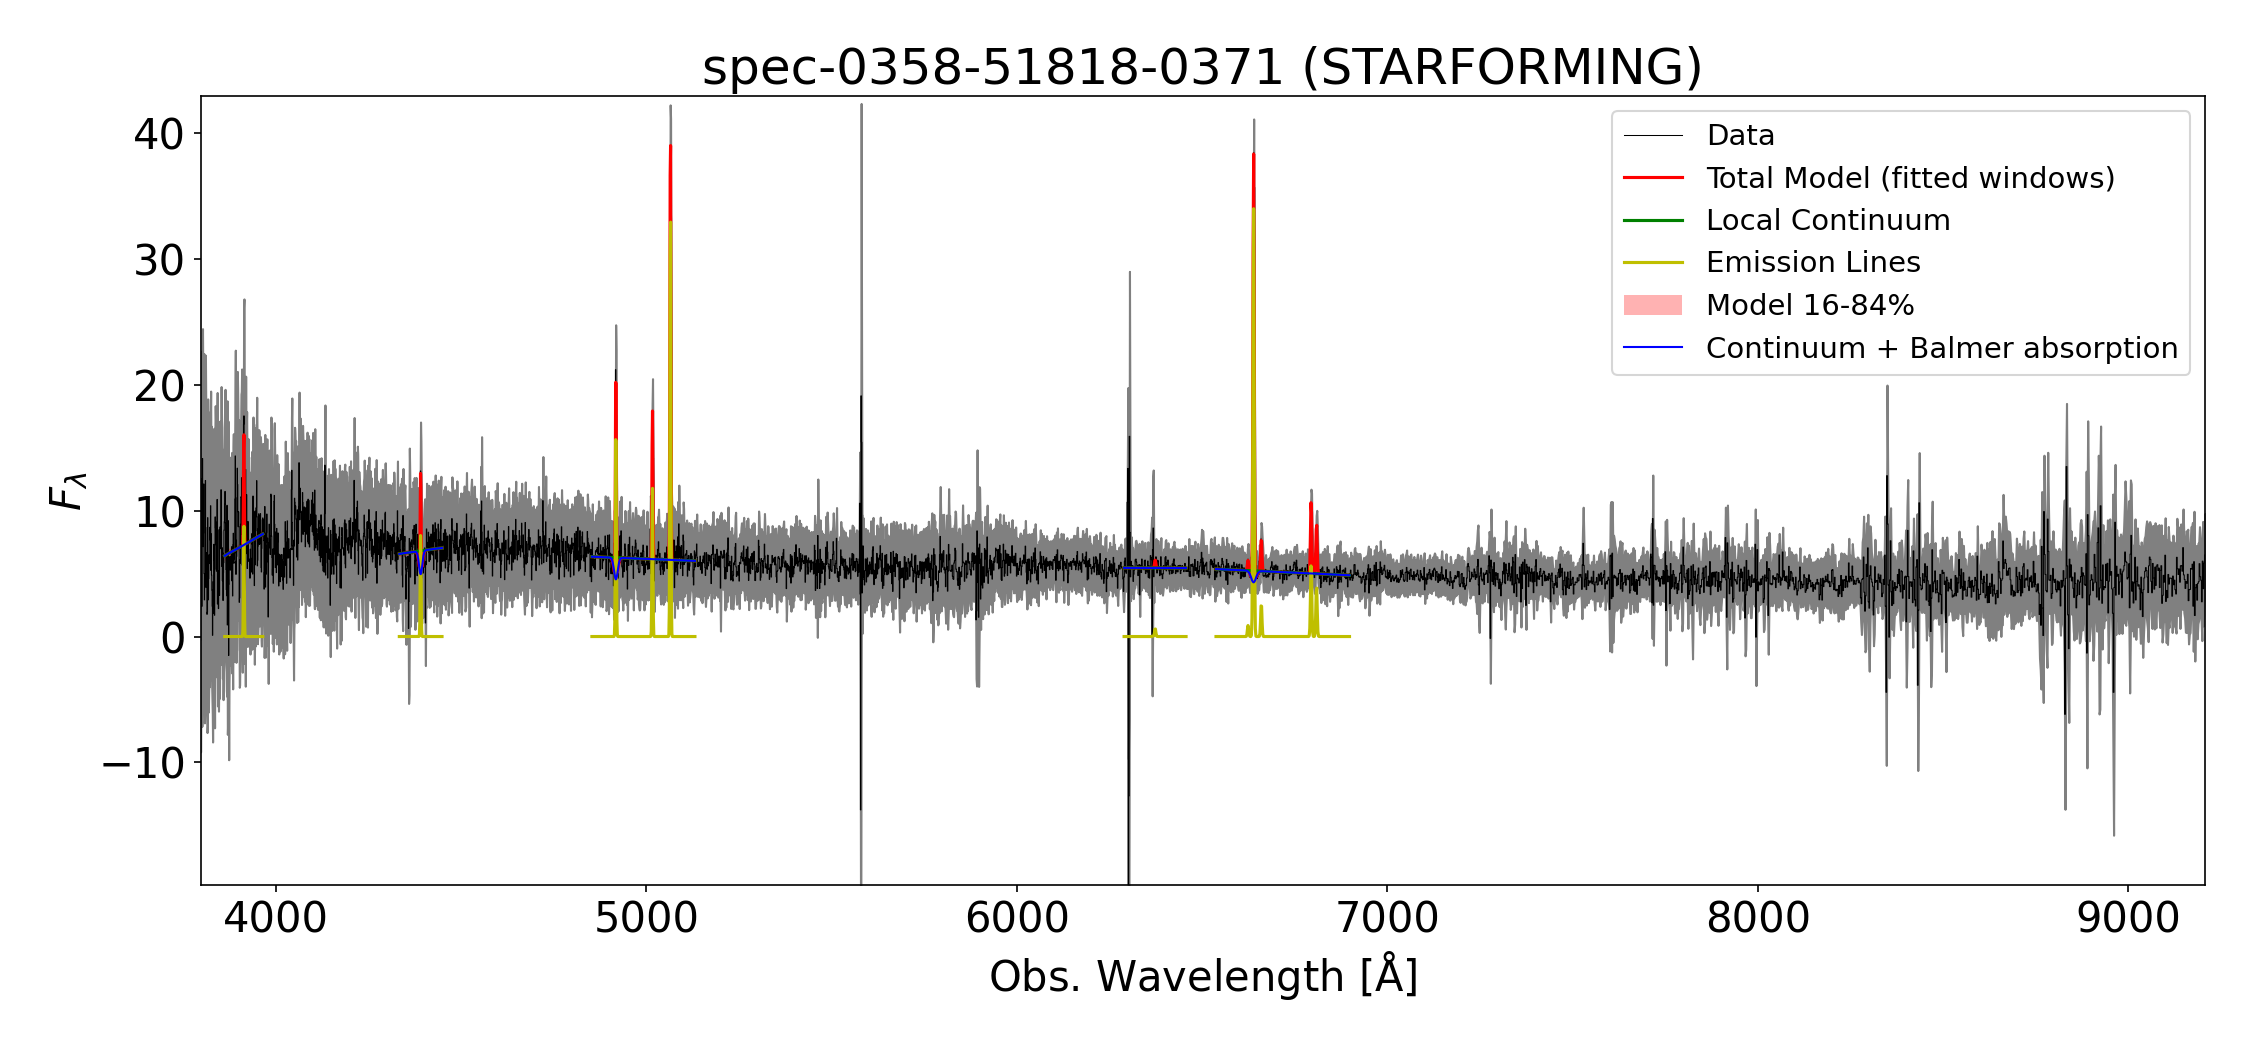 spec-0358-51818-0371 (STARFORMING)
40
30
20
10
0
−10
F_λ
Data
Total Model (fitted windows)
Local Continuum
Emission Lines
Model 16-84%
Continuum + Balmer absorption
4000
5000
6000
7000
8000
9000
Obs. Wavelength [Å]